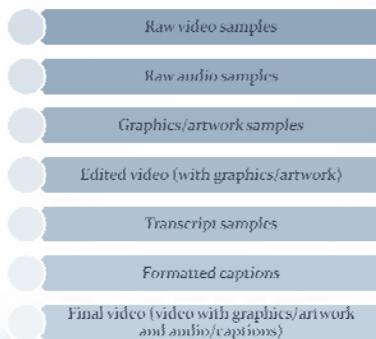 Raw video samples
Raw audio samples
Graphics/artwork samples
Edited video (with graphics/artwork)
Transcript samples
Formatted captions
Final video (video with graphics/artwork
and audio/captions)